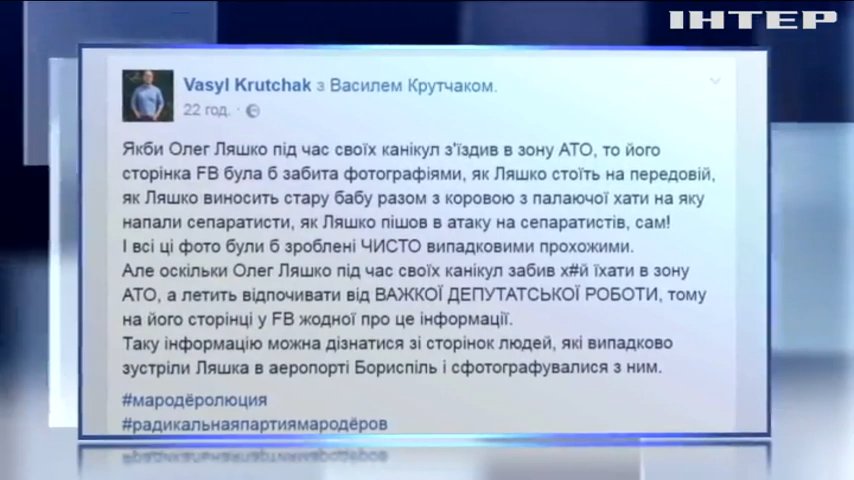 ІНТЕР
Vasyl Krutchak з Василем Крутчаком.
22 год. ·
Якби Олег Ляшко під час своїх канікул з'їздив в зону АТО, то його
сторінка FB була б забита фотографіями, як Ляшко стоїть на передовій,
як Ляшко виносить стару бабу разом з коровою з палаючої хати на яку
напали сепаратисти, як Ляшко пішов в атаку на сепаратистів, сам!
І всі ці фото були б зроблені ЧИСТО випадковими прохожими.
Але оскільки Олег Ляшко під час своїх канікул забив х#й їхати в зону
АТО, а летить відпочивати від ВАЖКОЇ ДЕПУТАТСЬКОЇ РОБОТИ, тому
на його сторінці у FB жодної про це інформації.
Таку інформацію можна дізнатися зі сторінок людей, які випадково
зустріли Ляшка в аеропорті Бориспіль і сфотографувалися з ним.
#мародёролюция
#радикальнаяпартиямародёров